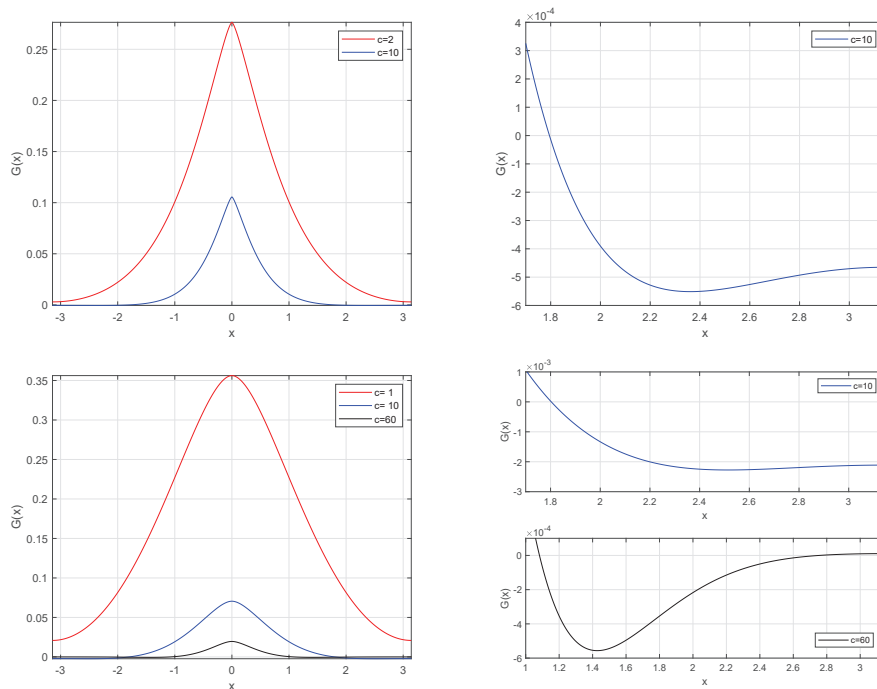 0.25
0.2
0.15
0.1
0.05
0
G(x)
-3 -2 -1 0 1 2 3
x
c=2
c=10
×10⁻⁴
4
3
2
1
0
-1
-2
-3
-4
-5
-6
G(x)
1.8 2 2.2 2.4 2.6 2.8 3
x
c=10
0.35
0.3
0.25
0.2
0.15
0.1
0.05
0
G(x)
-3 -2 -1 0 1 2 3
x
c= 1
c= 10
c=60
×10⁻³
1
0
-1
-2
-3
G(x)
1.8 2 2.2 2.4 2.6 2.8 3
x
c=10
×10⁻⁴
0
-2
-4
-6
G(x)
1 1.2 1.4 1.6 1.8 2 2.2 2.4 2.6 2.8 3
x
c=60